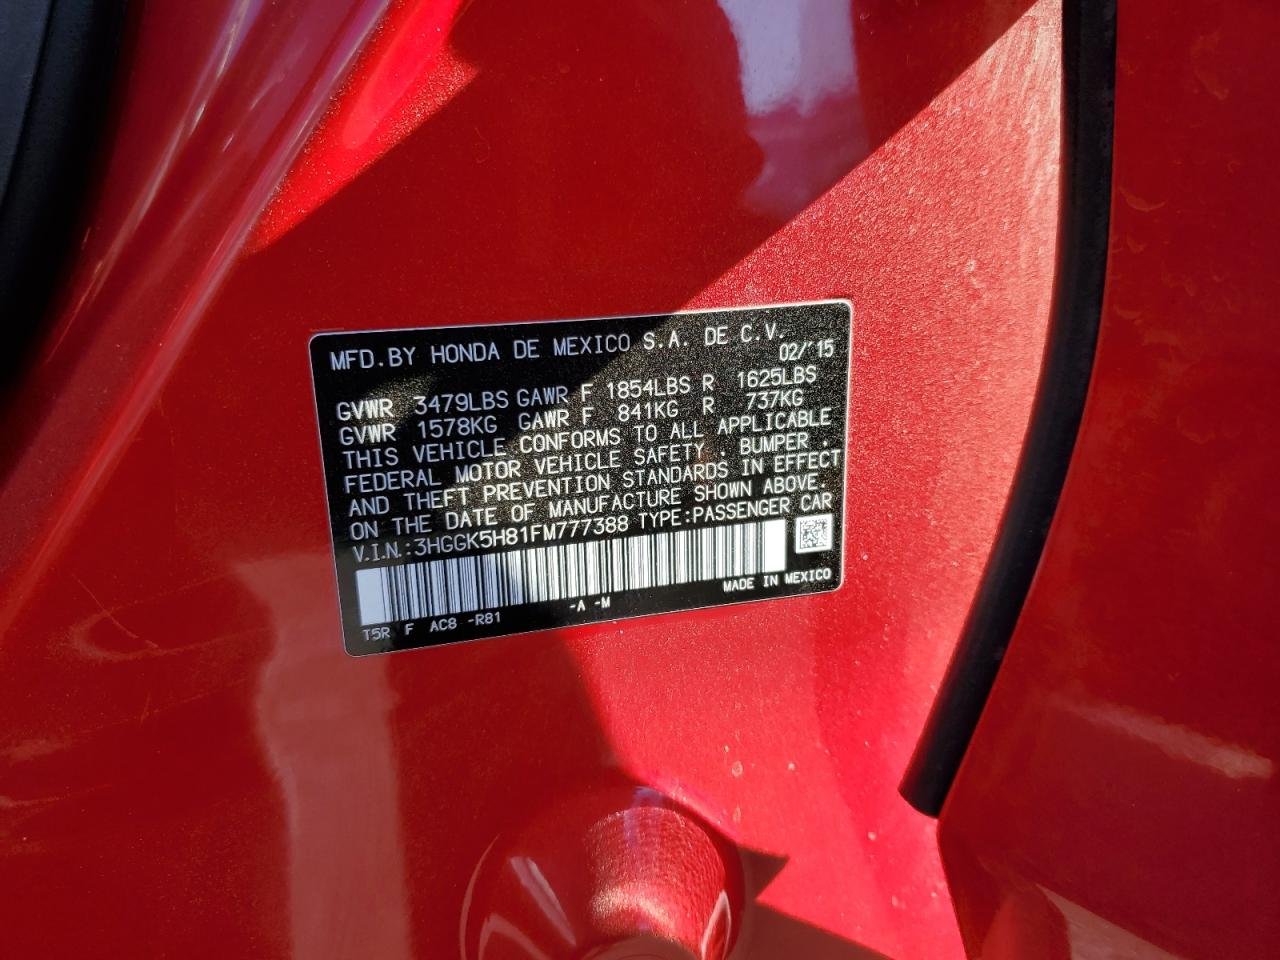 MFD.BY HONDA DE MEXICO S.A. DE C.V.
02/'15
GVWR 3479LBS GAWR F 1854LBS R 1625LBS
GVWR 1578KG GAWR F 841KG R 737KG
THIS VEHICLE CONFORMS TO ALL APPLICABLE
FEDERAL MOTOR VEHICLE SAFETY . BUMPER .
AND THEFT PREVENTION STANDARDS IN EFFECT
ON THE DATE OF MANUFACTURE SHOWN ABOVE.
V.I.N.:3HGGK5H81FM777388 TYPE:PASSENGER CAR
MADE IN MEXICO
T5R F AC8 -R81 -A -M